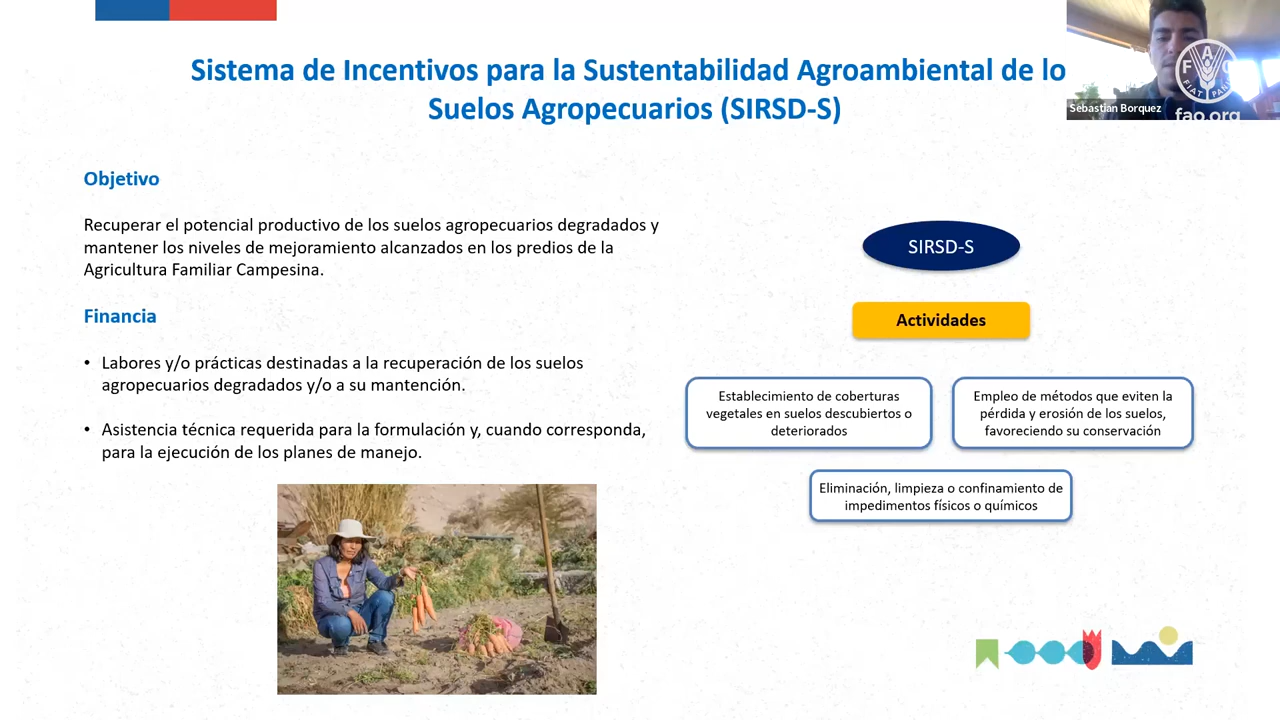 Sistema de Incentivos para la Sustentabilidad Agroambiental de lo
Suelos Agropecuarios (SIRSD-S)
Sebastian Borquez
F A O
FIAT PANIS
fao.org
Objetivo
Recuperar el potencial productivo de los suelos agropecuarios degradados y
mantener los niveles de mejoramiento alcanzados en los predios de la
Agricultura Familiar Campesina.
Financia
• Labores y/o prácticas destinadas a la recuperación de los suelos
agropecuarios degradados y/o a su mantención.
• Asistencia técnica requerida para la formulación y, cuando corresponda,
para la ejecución de los planes de manejo.
SIRSD-S
Actividades
Establecimiento de coberturas
vegetales en suelos descubiertos o
deteriorados
Empleo de métodos que eviten la
pérdida y erosión de los suelos,
favoreciendo su conservación
Eliminación, limpieza o confinamiento de
impedimentos físicos o químicos